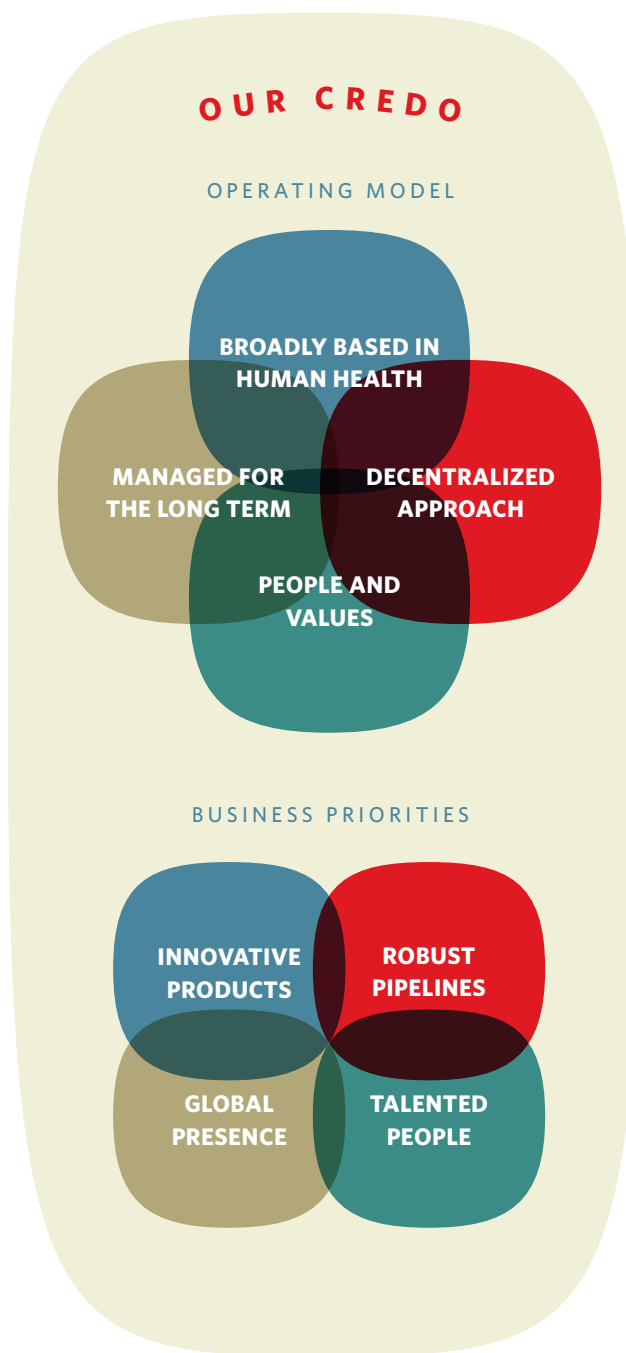 OUR CREDO
OPERATING MODEL
BROADLY BASED IN
HUMAN HEALTH
MANAGED FOR
THE LONG TERM
DECENTRALIZED
APPROACH
PEOPLE AND
VALUES
BUSINESS PRIORITIES
INNOVATIVE
PRODUCTS
ROBUST
PIPELINES
GLOBAL
PRESENCE
TALENTED
PEOPLE